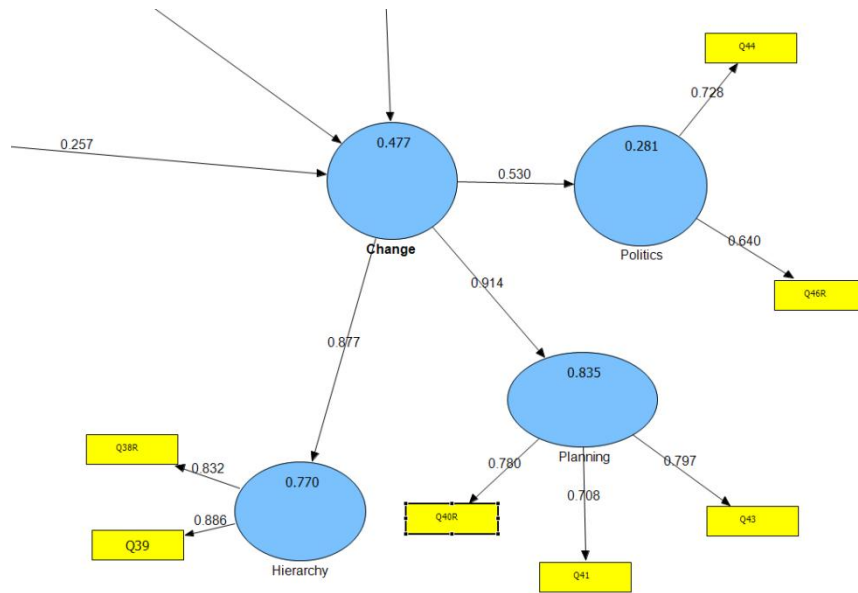 Q44
0.728
0.257
0.477
0.281
0.530
0.640
Change
Politics
Q46R
0.914
0.877
0.835
Q38R
0.832
0.780
Planning
0.797
0.770
0.708
Q40R
Q43
0.886
Q39
Hierarchy
Q41